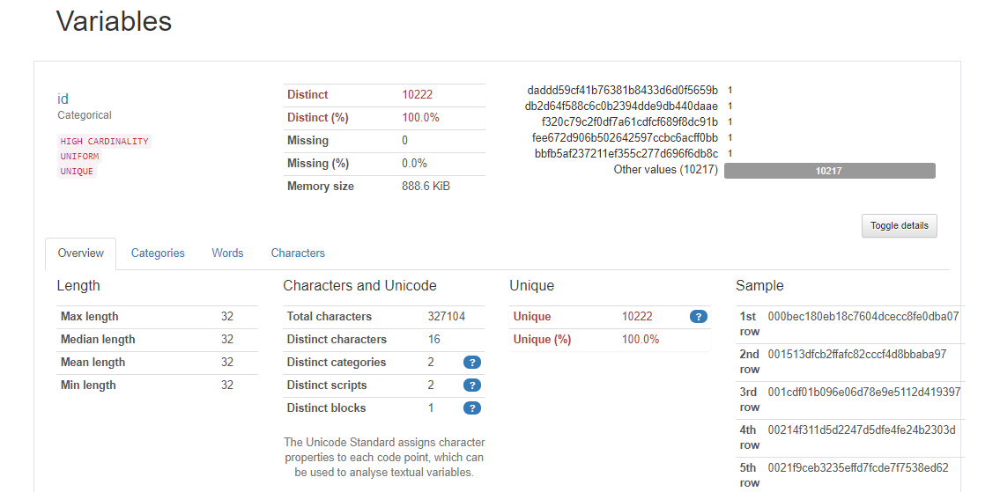 Variables
id
Categorical
HIGH CARDINALITY
UNIFORM
UNIQUE
Distinct 10222
Distinct (%) 100.0%
Missing 0
Missing (%) 0.0%
Memory size 888.6 KiB
daddd59cf41b76381b8433d6d0f5659b 1
db2d64f588c6c0b2394dde9db440daae 1
f320c79c2f0df7a61cdfcf689f8dc91b 1
fee672d906b502642597ccbc6acff0bb 1
bbfb5af237211ef355c277d696f6db8c 1
Other values (10217) 10217
Toggle details
Overview Categories Words Characters
Length
Max length 32
Median length 32
Mean length 32
Min length 32
Characters and Unicode
Total characters 327104
Distinct characters 16
Distinct categories 2 ?
Distinct scripts 2 ?
Distinct blocks 1 ?
The Unicode Standard assigns character
properties to each code point, which can
be used to analyse textual variables.
Unique
Unique 10222 ?
Unique (%) 100.0%
Sample
1st 000bec180eb18c7604dcecc8fe0dba07
row
2nd 001513dfcb2ffafc82cccf4d8bbaba97
row
3rd 001cdf01b096e06d78e9e5112d419397
row
4th 00214f311d5d2247d5dfe4fe24b2303d
row
5th 0021f9ceb3235effd7fcde7f7538ed62
row